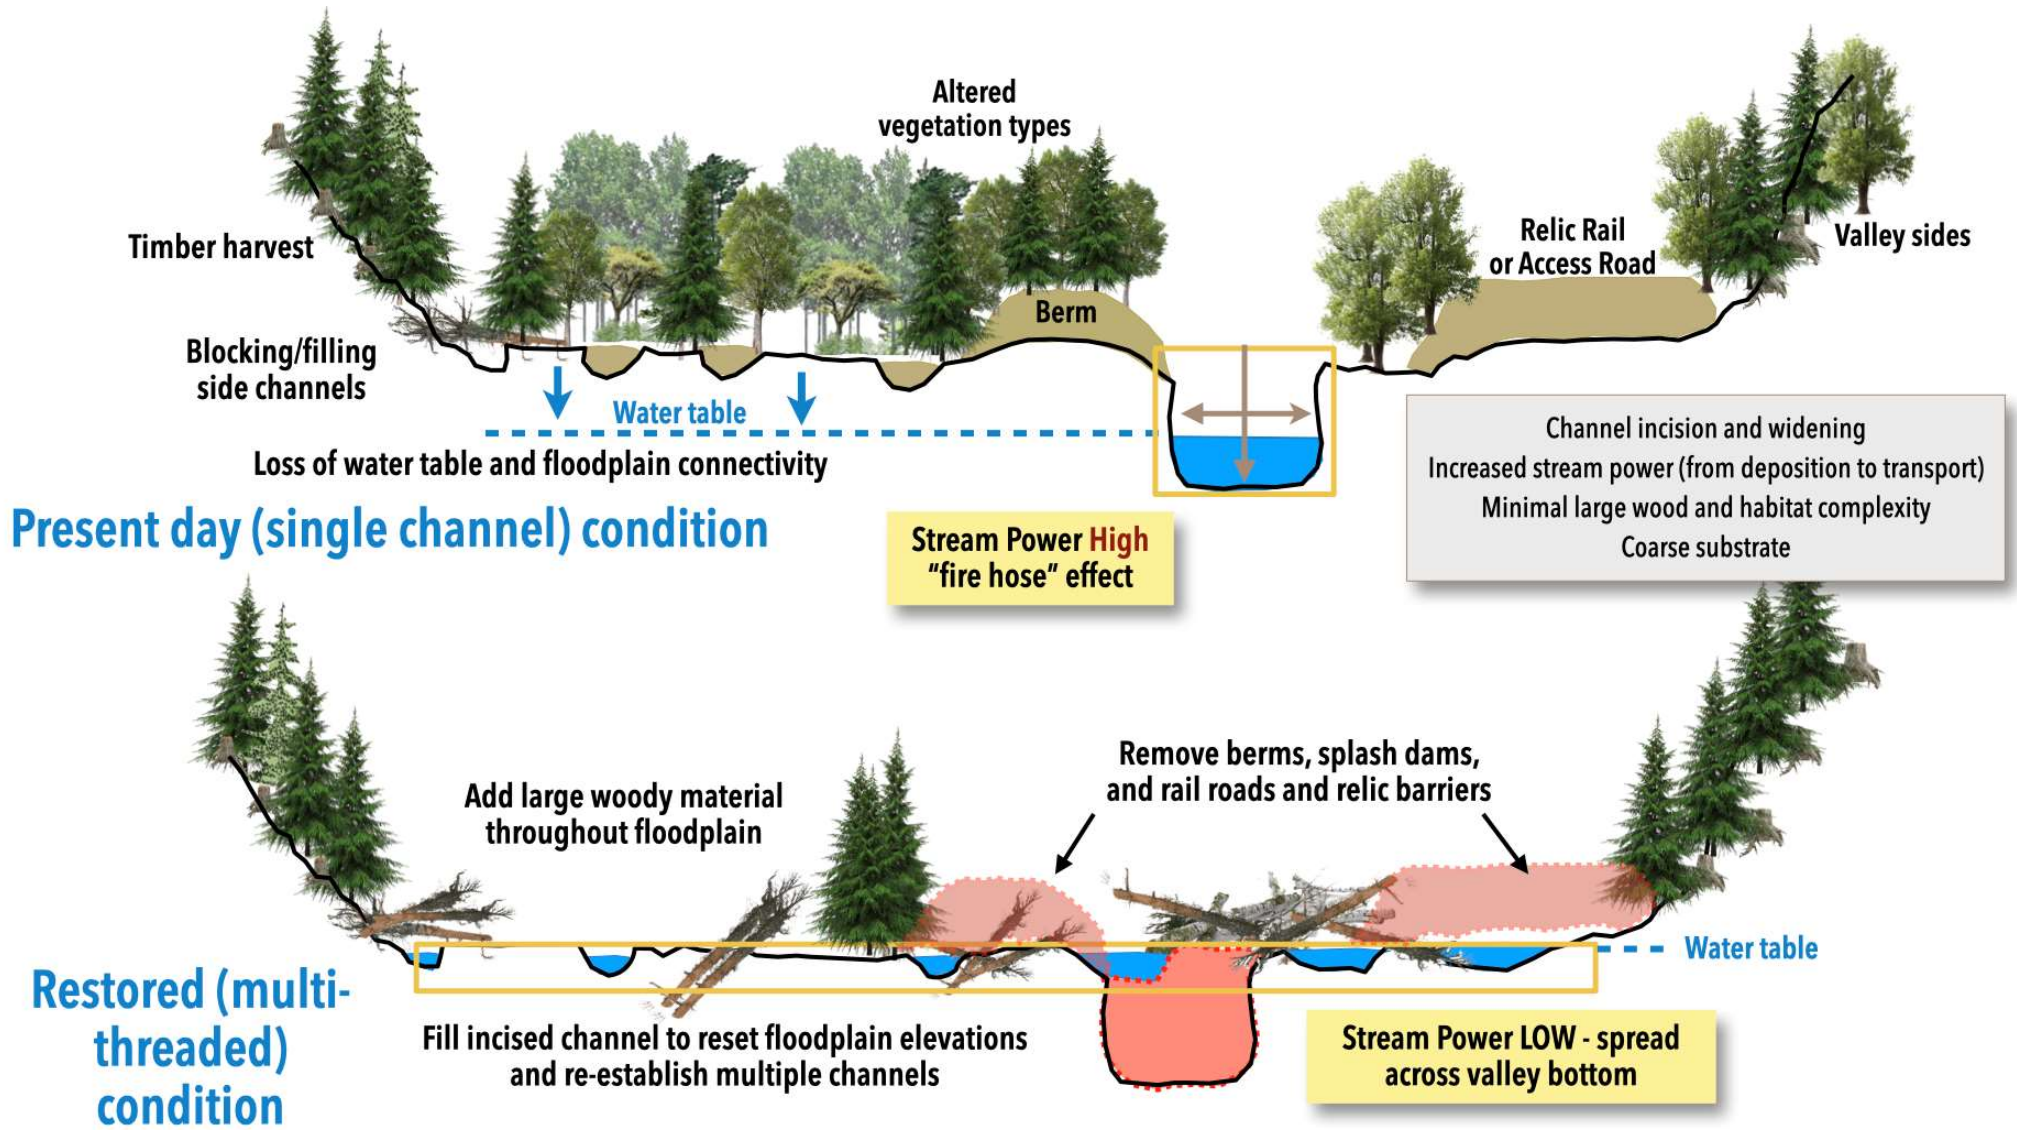 Altered
vegetation types
Timber harvest
Relic Rail
or Access Road
Valley sides
Berm
Blocking/filling
side channels
Water table
Loss of water table and floodplain connectivity
Channel incision and widening
Increased stream power (from deposition to transport)
Minimal large wood and habitat complexity
Coarse substrate
Present day (single channel) condition
Stream Power High
“fire hose” effect
Remove berms, splash dams,
and rail roads and relic barriers
Add large woody material
throughout floodplain
Water table
Restored (multi-
threaded)
condition
Fill incised channel to reset floodplain elevations
and re-establish multiple channels
Stream Power LOW - spread
across valley bottom